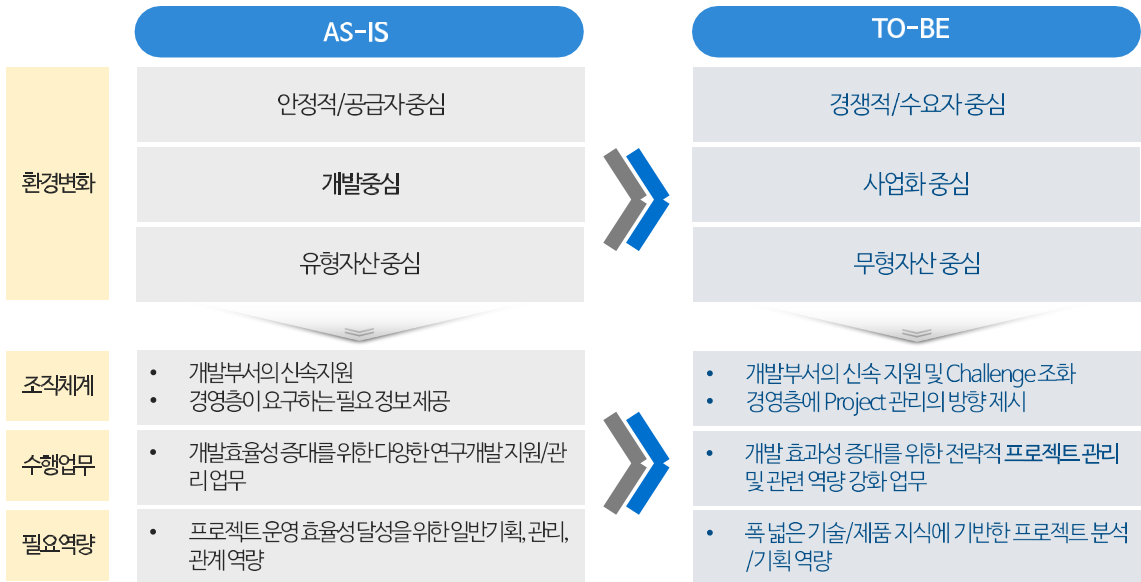 AS-IS
TO-BE
환경변화
안정적/공급자 중심
경쟁적/수요자 중심
개발중심
사업화 중심
유형자산 중심
무형자산 중심
조직체계
• 개발부서의 신속지원
• 경영층이 요구하는 필요 정보 제공
• 개발부서의 신속 지원 및 Challenge 조화
• 경영층에 Project 관리의 방향 제시
수행업무
• 개발효율성 증대를 위한 다양한 연구개발 지원/관
리 업무
• 개발 효과성 증대를 위한 전략적 프로젝트 관리
및 관련 역량 강화 업무
필요역량
• 프로젝트 운영 효율성 달성을 위한 일반기획, 관리,
관계 역량
• 폭 넓은 기술/제품 지식에 기반한 프로젝트 분석
/기획 역량